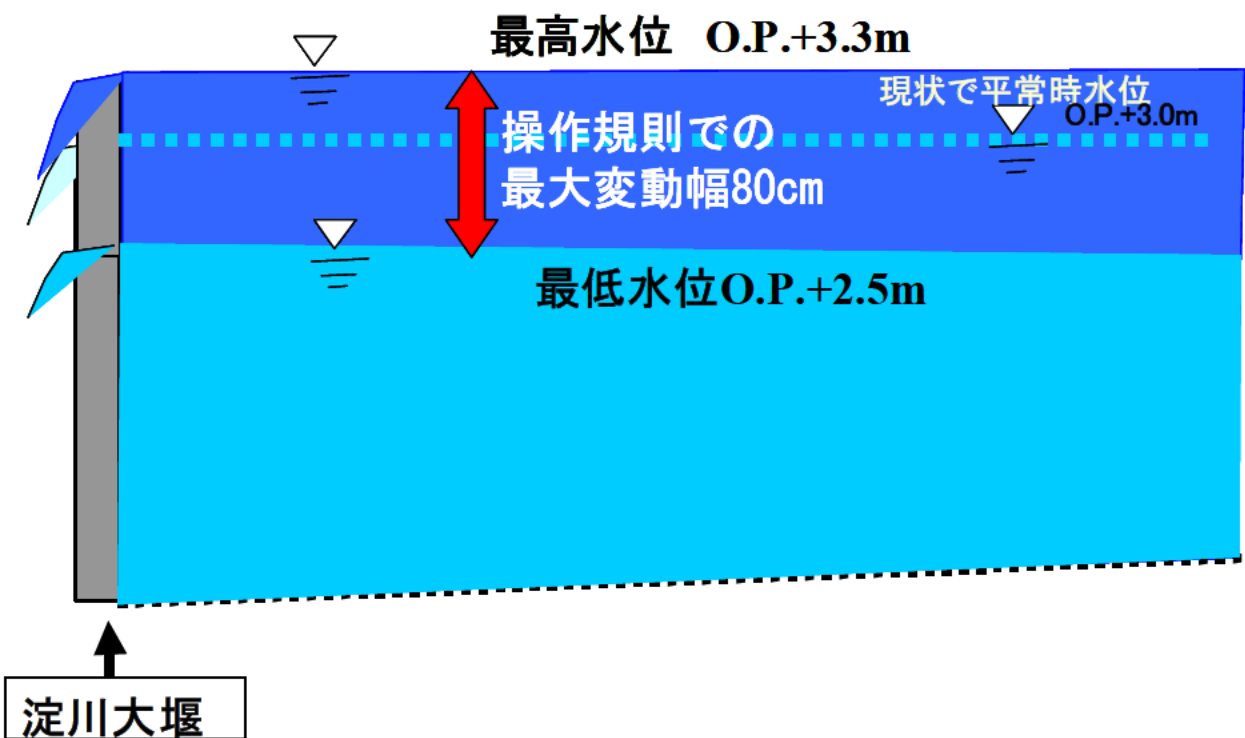 最高水位 O.P.+3.3m
現状で平常時水位
O.P.+3.0m
操作規則での
最大変動幅80cm
最低水位O.P.+2.5m
淀川大堰